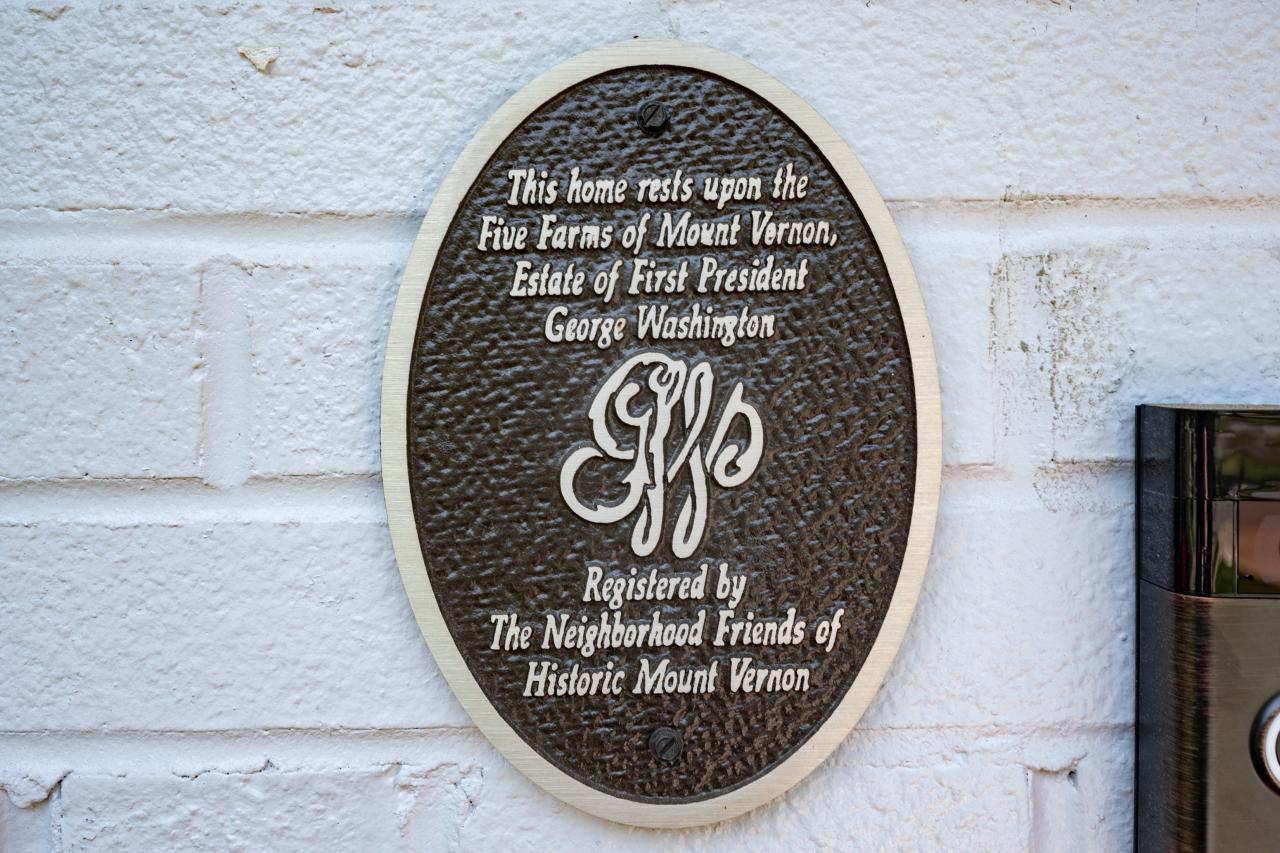 This home rests upon the
Five Farms of Mount Vernon,
Estate of First President
George Washington
GW
Registered by
The Neighborhood Friends of
Historic Mount Vernon